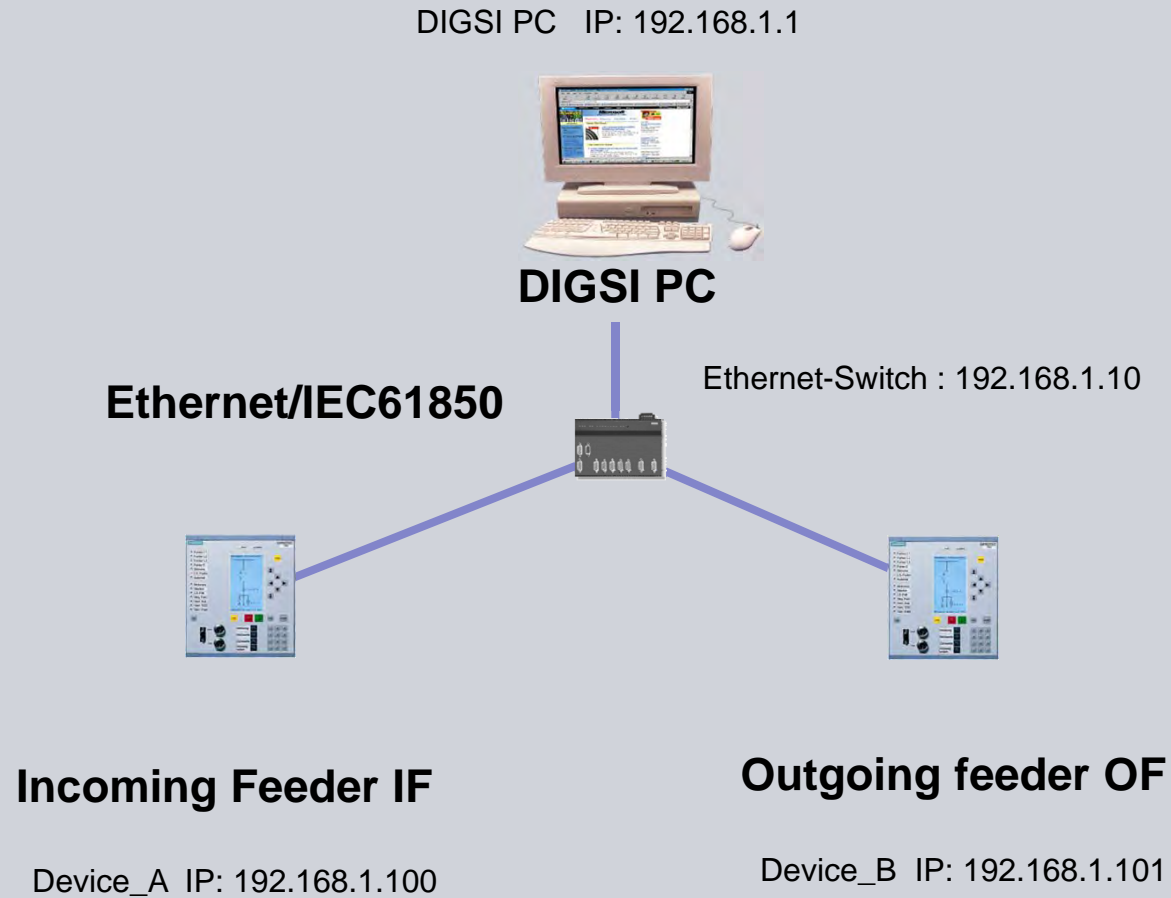 DIGSI PC IP: 192.168.1.1
DIGSI PC
Ethernet-Switch : 192.168.1.10
Ethernet/IEC61850
Incoming Feeder IF
Outgoing feeder OF
Device_A IP: 192.168.1.100
Device_B IP: 192.168.1.101